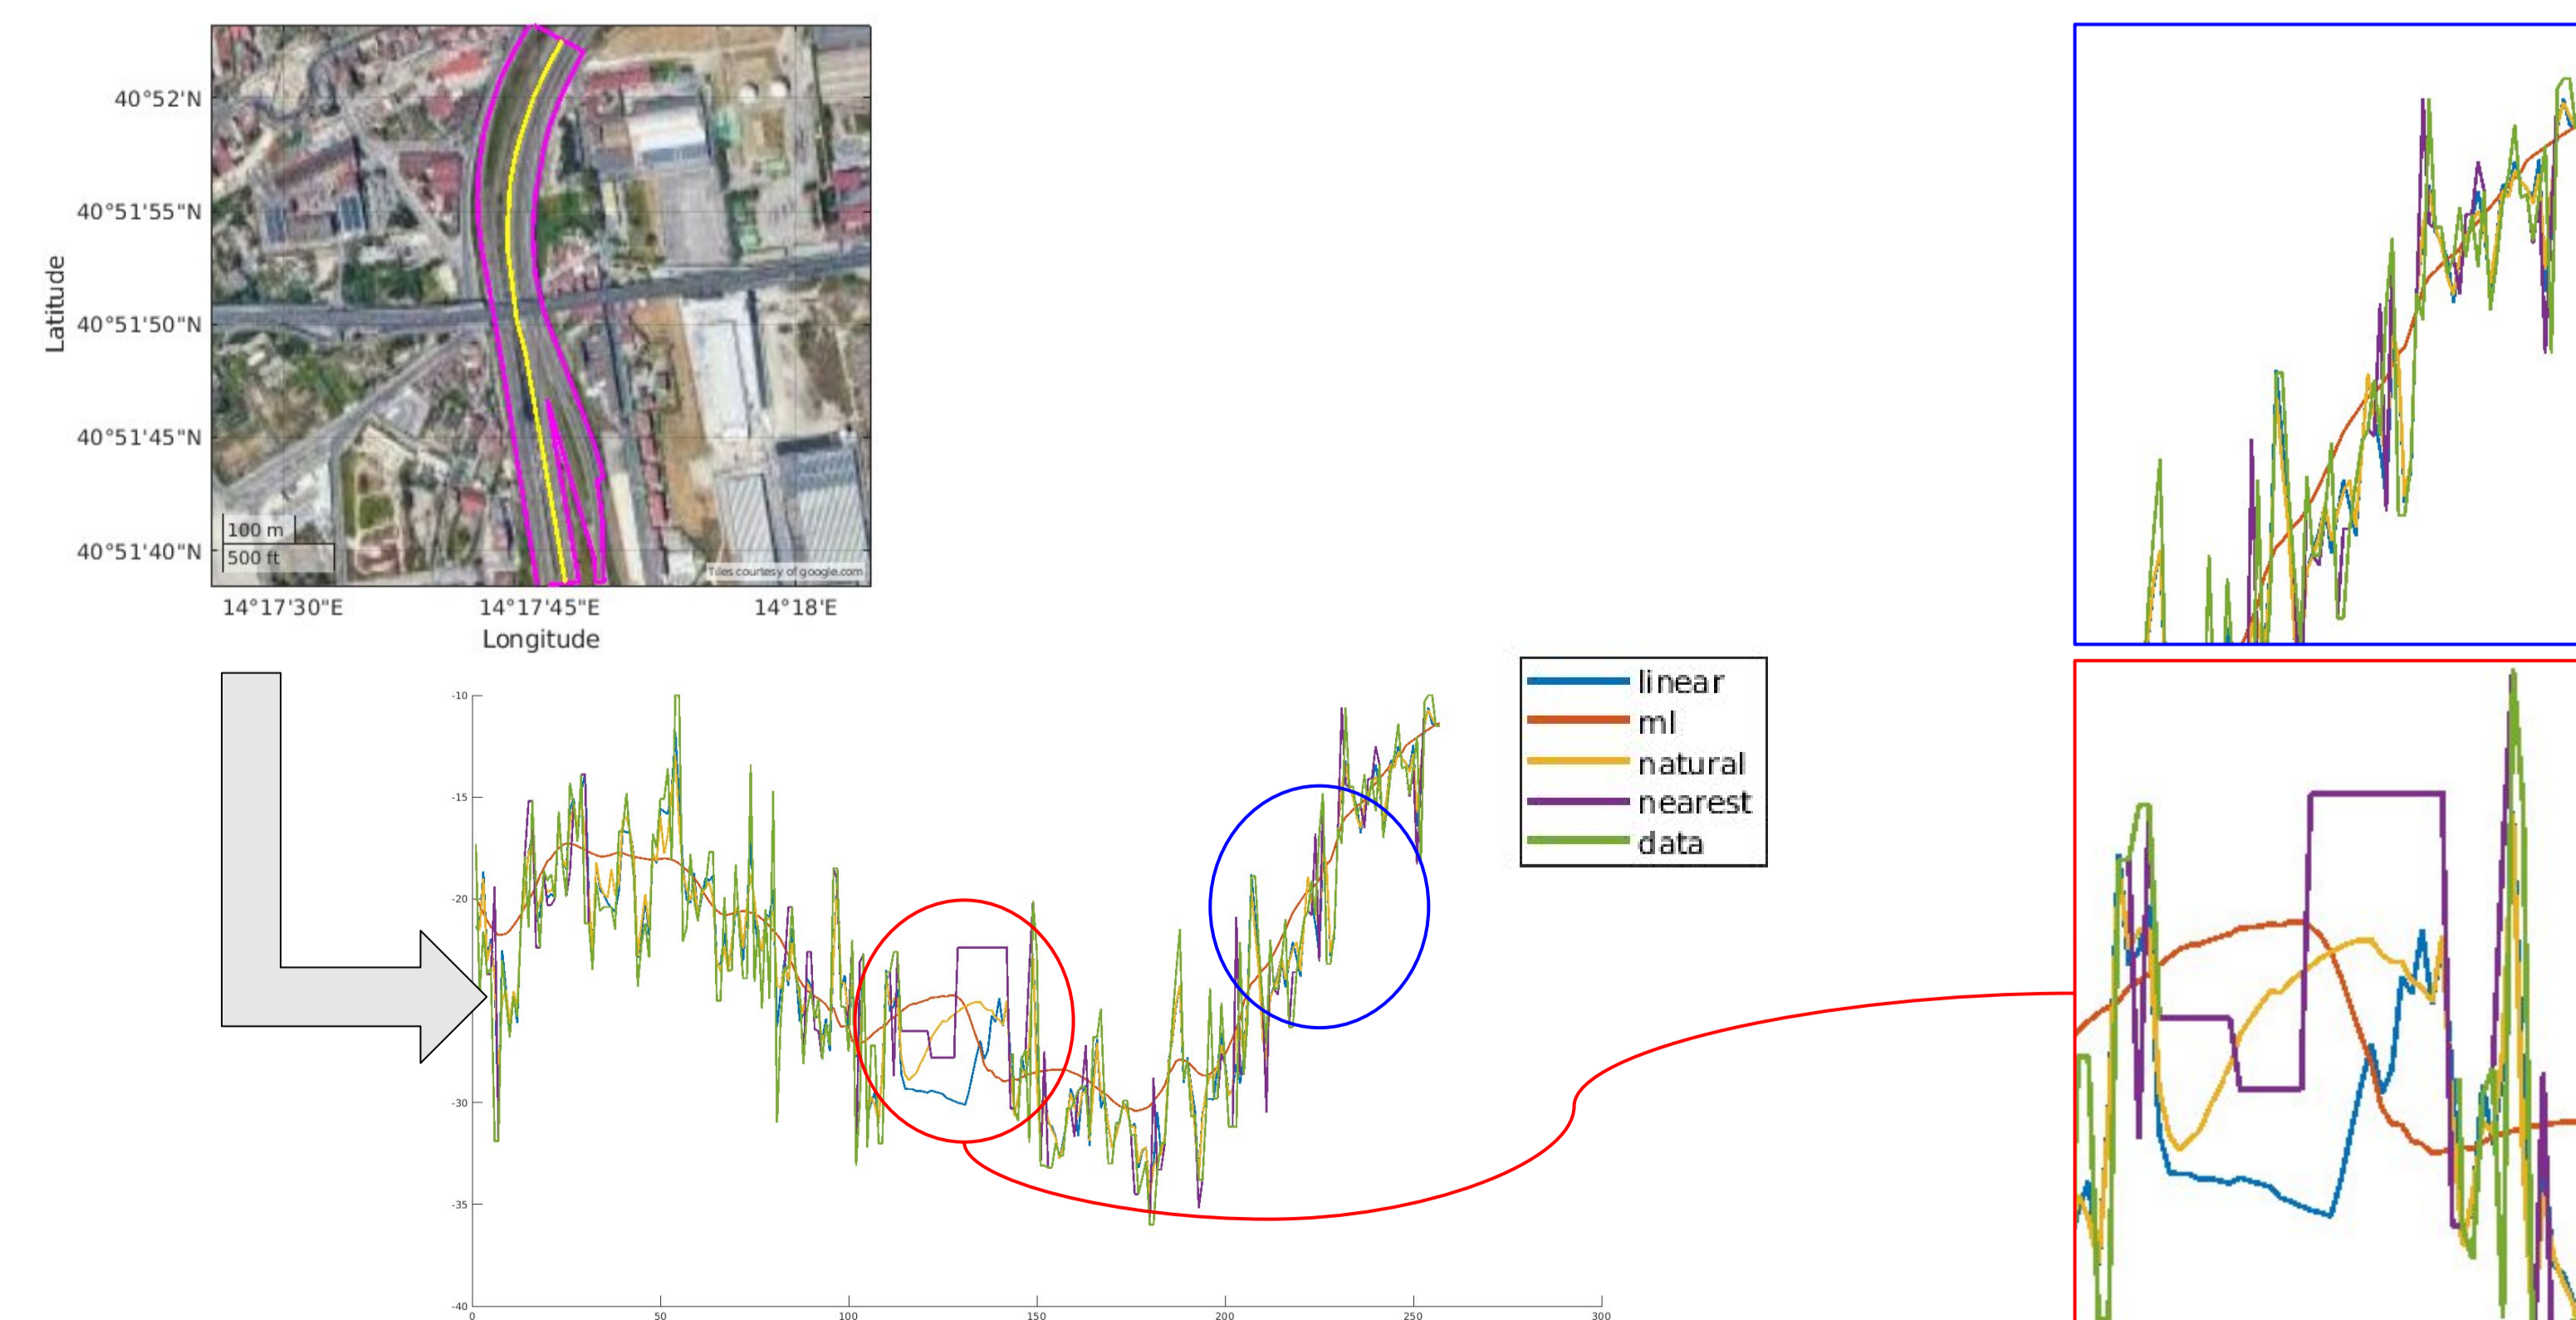 40°52'N
40°51'55"N
40°51'50"N
40°51'45"N
40°51'40"N
Latitude
100 m
500 ft
Tiles courtesy of google.com
14°17'30"E
14°17'45"E
14°18'E
Longitude
linear
ml
natural
nearest
data
-10
-15
-20
-25
-30
-35
-40
0
50
100
150
200
250
300